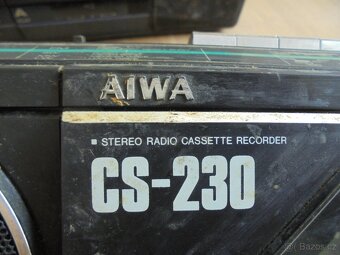 AIWA
STEREO RADIO CASSETTE RECORDER
CS-230
© Bazos.cz